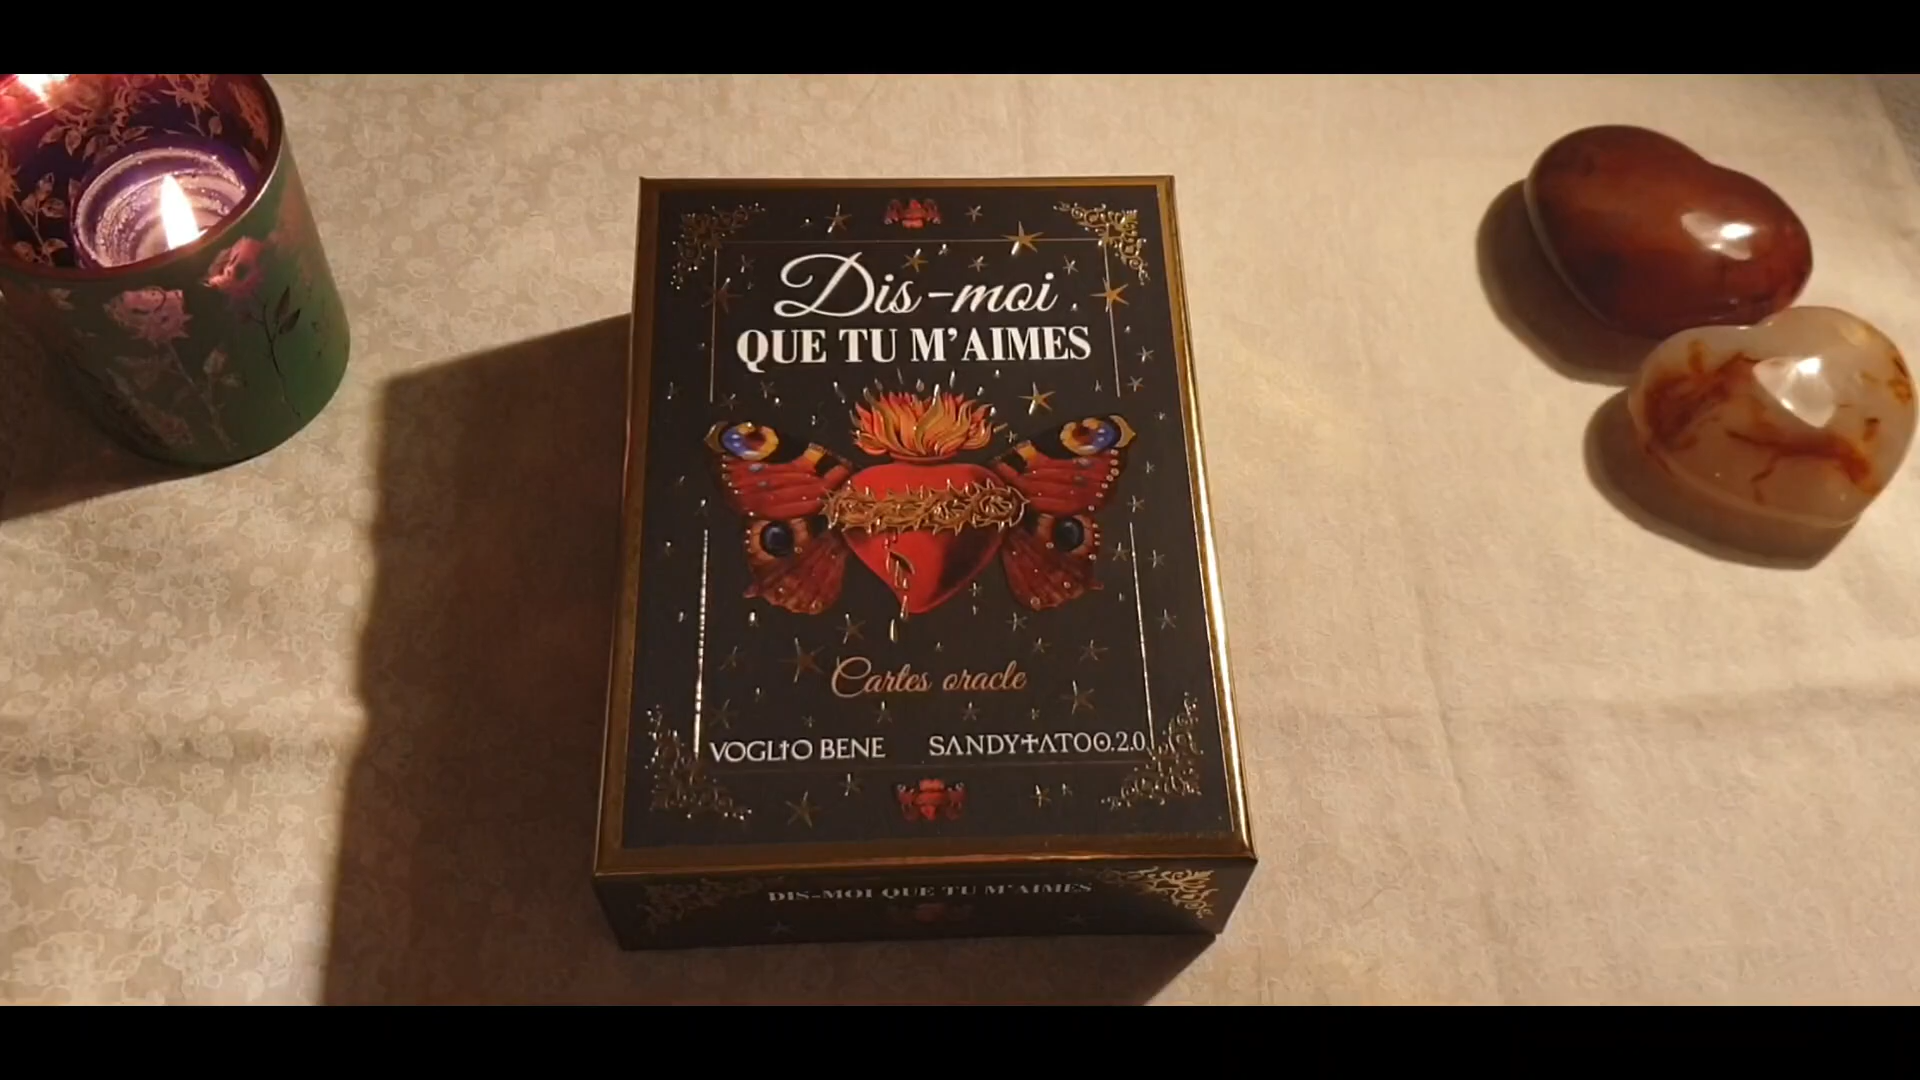 Dis-moi
QUE TU M'AIMES
Cartes oracle
VOGLIO BENE SANDYTATOO.2.0
DIS-MOI QUE TU M'AIMES